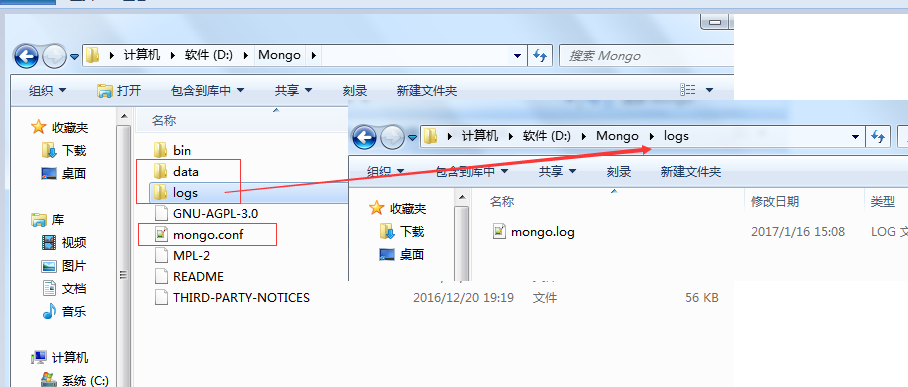 计算机 软件 (D:) Mongo
搜索 Mongo
组织 打开 包含到库中 共享 刻录 新建文件夹
收藏夹
下载
桌面
库
视频
图片
文档
音乐
计算机
系统 (C:)
名称
bin
data
logs
GNU-AGPL-3.0
mongo.conf
MPL-2
README
THIRD-PARTY-NOTICES 2016/12/20 19:19 文件 56 KB
计算机 软件 (D:) Mongo logs
组织 包含到库中 共享 刻录 新建文件夹
收藏夹
下载
桌面
名称 修改日期 类型
mongo.log 2017/1/16 15:08 LOG 文